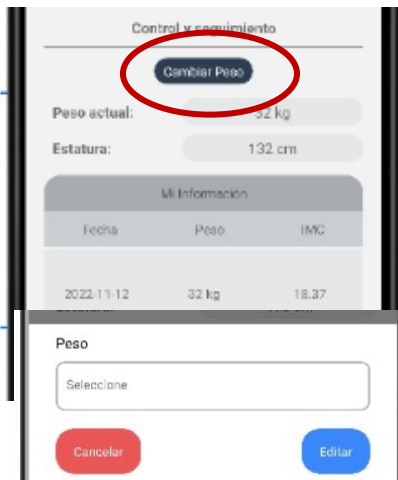 Control y seguimiento
Cambiar Peso
Peso actual: 32 kg
Estatura: 132 cm
Mi Información
Fecha Peso IMC
2022-11-12 32 kg 18.37
Peso
Seleccione
Cancelar Editar